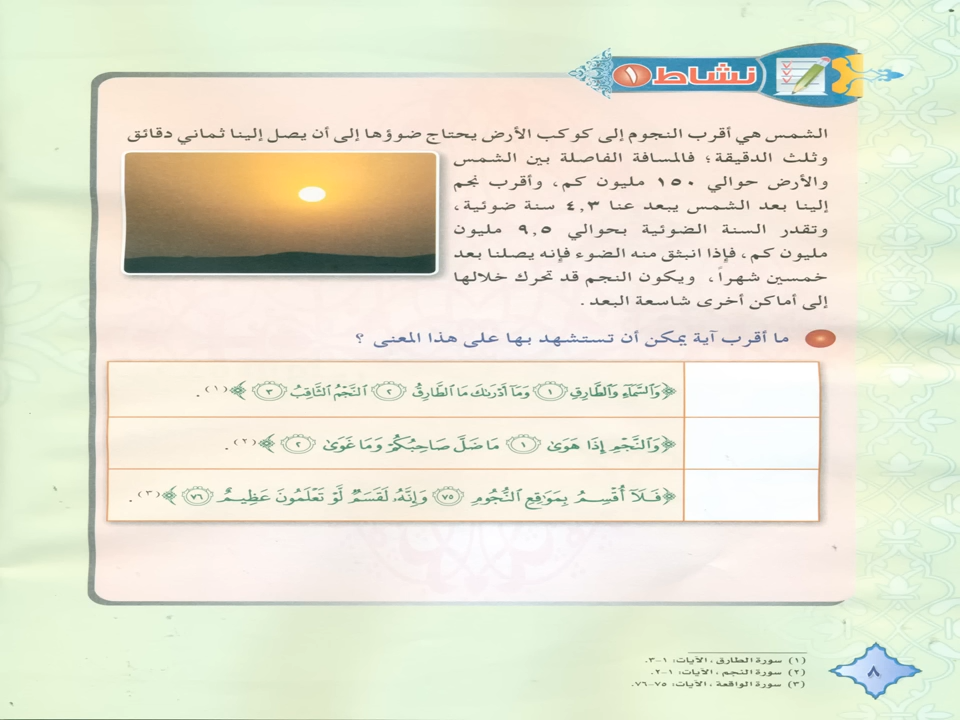 نشاط ١
الشمس هي أقرب النجوم إلى كوكب الأرض يحتاج ضوؤها إلى أن يصل إلينا ثماني دقائق
وثلث الدقيقة؛ فالمسافة الفاصلة بين الشمس
والأرض حوالي ١٥٠ مليون كم، وأقرب نجم
إلينا بعد الشمس يبعد عنا ٤,٣ سنة ضوئية،
وتقدر السنة الضوئية بحوالي ٩,٥ مليون
مليون كم، فإذا انبثق منه الضوء فإنه يصلنا بعد
خمسين شهراً، ويكون النجم قد تحرك خلالها
إلى أماكن أخرى شاسعة البعد.
ما أقرب آية يمكن أن تستشهد بها على هذا المعنى ؟
﴿وَالسَّمَآءِ وَالطَّارِقِ ١ وَمَآ أَدْرَىٰكَ مَا الطَّارِقُ ٢ النَّجْمُ الثَّاقِبُ ٣﴾(١).
﴿وَالنَّجْمِ إِذَا هَوَىٰ ١ مَا ضَلَّ صَاحِبُكُمْ وَمَا غَوَىٰ ٢﴾(٢).
﴿فَلَآ أُقْسِمُ بِمَوَٰقِعِ النُّجُومِ ٧٥ وَإِنَّهُۥ لَقَسَمٌ لَّوْ تَعْلَمُونَ عَظِيمٌ ٧٦﴾(٣).
(١) سورة الطارق، الآيات: ١-٣.
(٢) سورة النجم، الآيات: ١-٢.
(٣) سورة الواقعة، الآيات: ٧٥-٧٦.
٨